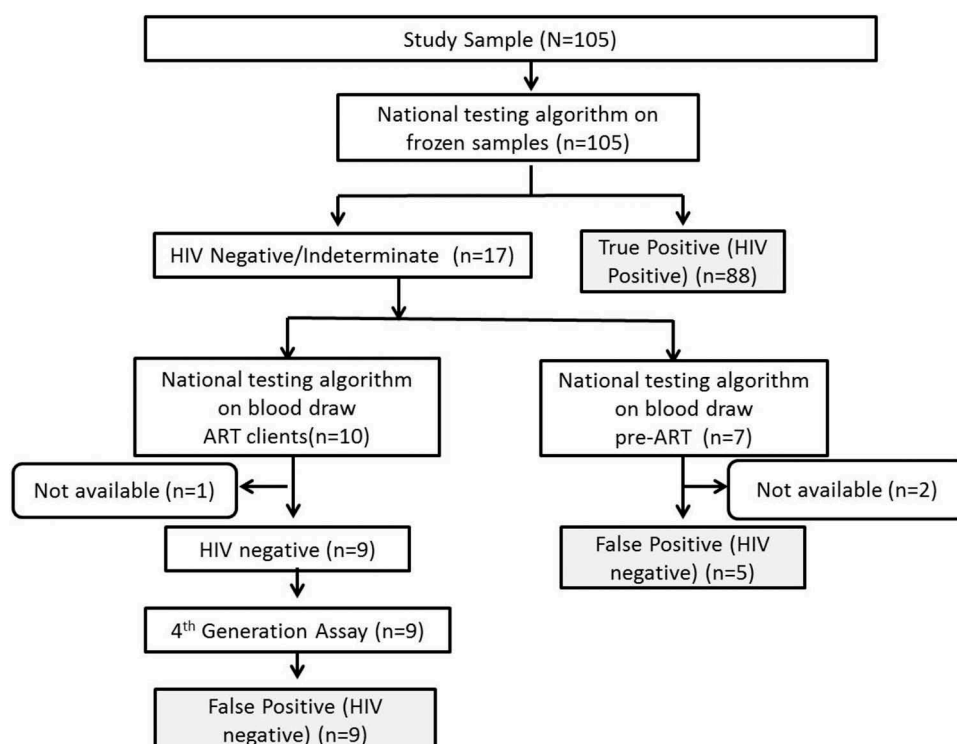 Study Sample (N=105)
National testing algorithm on
frozen samples (n=105)
HIV Negative/Indeterminate (n=17)
True Positive (HIV
Positive) (n=88)
National testing algorithm
on blood draw
ART clients(n=10)
National testing algorithm
on blood draw
pre-ART (n=7)
Not available (n=1)
Not available (n=2)
HIV negative (n=9)
False Positive (HIV
negative) (n=5)
4th Generation Assay (n=9)
False Positive (HIV
negative) (n=9)